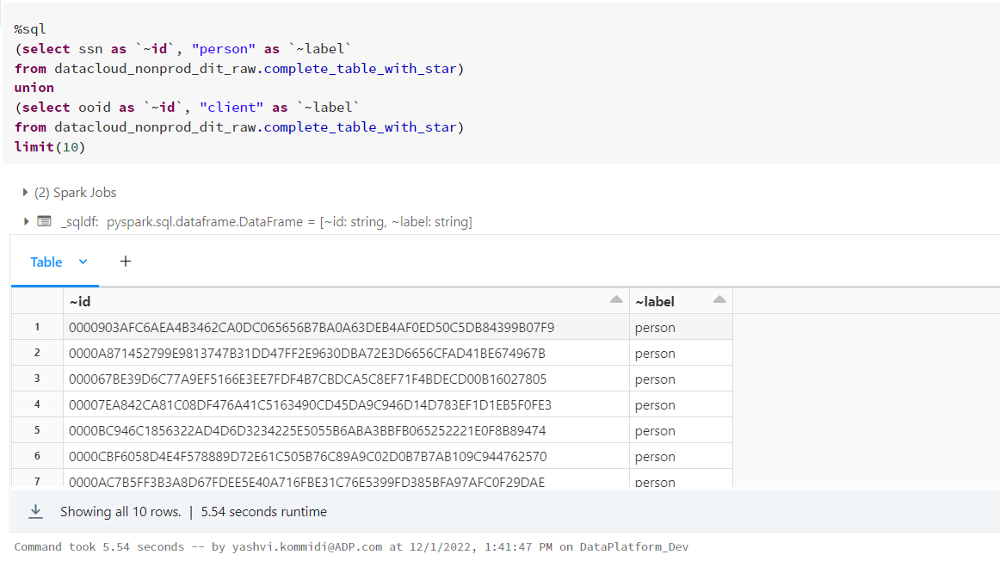 %sql
(select ssn as `~id`, "person" as `~label`
from datacloud_nonprod_dit_raw.complete_table_with_star)
union
(select ooid as `~id`, "client" as `~label`
from datacloud_nonprod_dit_raw.complete_table_with_star)
limit(10)
(2) Spark Jobs
_sqldf: pyspark.sql.dataframe.DataFrame = [~id: string, ~label: string]
Table +
~id ~label
1 0000903AFC6AEA4B3462CA0DC065656B7BA0A63DEB4AF0ED50C5DB84399B07F9 person
2 0000A871452799E9813747B31DD47FF2E9630DBA72E3D6656CFAD41BE674967B person
3 000067BE39D6C77A9EF5166E3EE7FDF4B7CBDCA5C8EF71F4BDECD00B16027805 person
4 00007EA842CA81C08DF476A41C5163490CD45DA9C946D14D783EF1D1EB5F0FE3 person
5 0000BC946C1856322AD4D6D3234225E5055B6ABA3BBFB065252221E0F8B89474 person
6 0000CBF6058D4E4F578889D72E61C505B76C89A9C02D0B7B7AB109C944762570 person
7 0000AC7B5FF3B3A8D67FDEE5E40A716FBE31C76E5399FD385BFA97AFC0F29DAE person
Showing all 10 rows. | 5.54 seconds runtime
Command took 5.54 seconds -- by yashvi.kommidi@ADP.com at 12/1/2022, 1:41:47 PM on DataPlatform_Dev